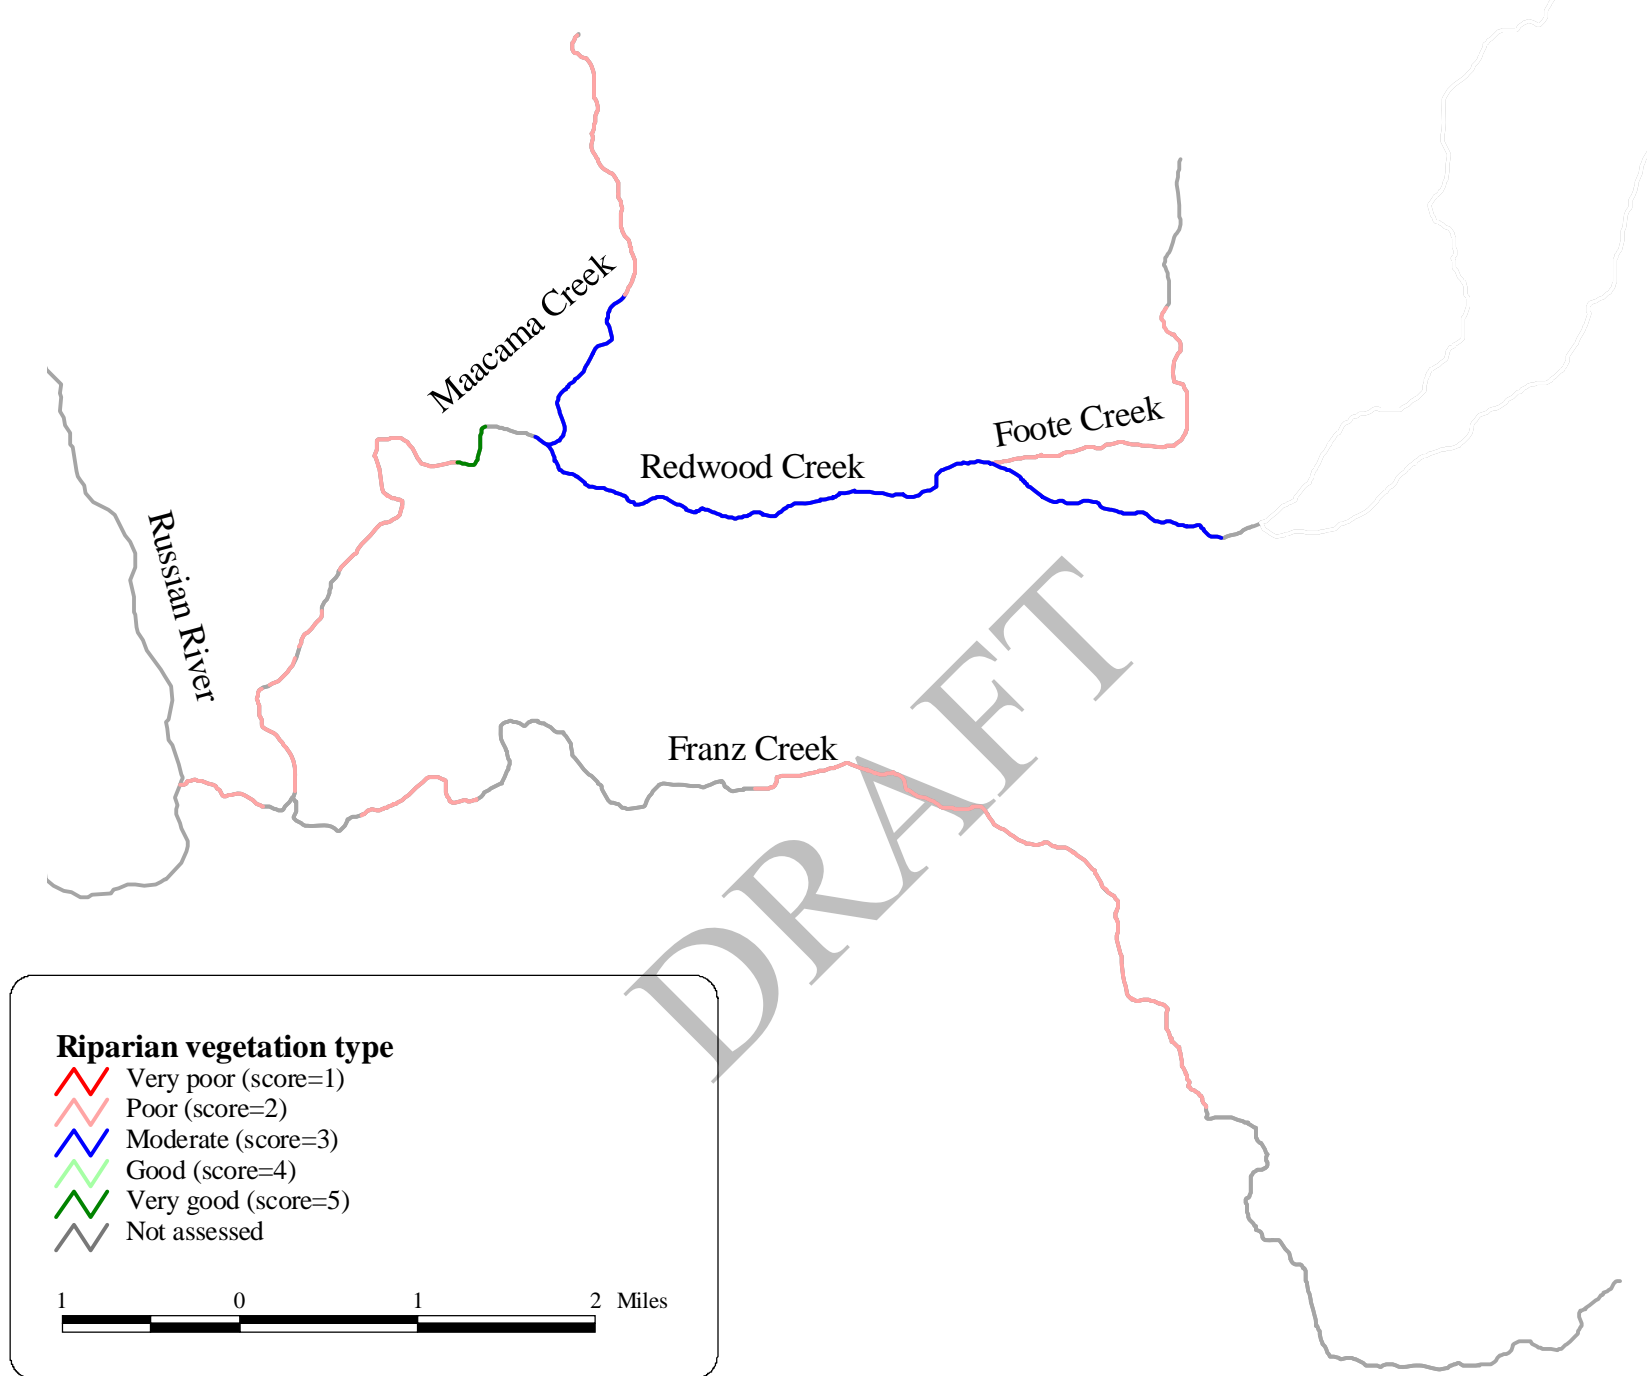 Maacama Creek
Foote Creek
Redwood Creek
Russian River
Franz Creek
DRAFT
Riparian vegetation type
Very poor (score=1)
Poor (score=2)
Moderate (score=3)
Good (score=4)
Very good (score=5)
Not assessed
1 0 1 2 Miles